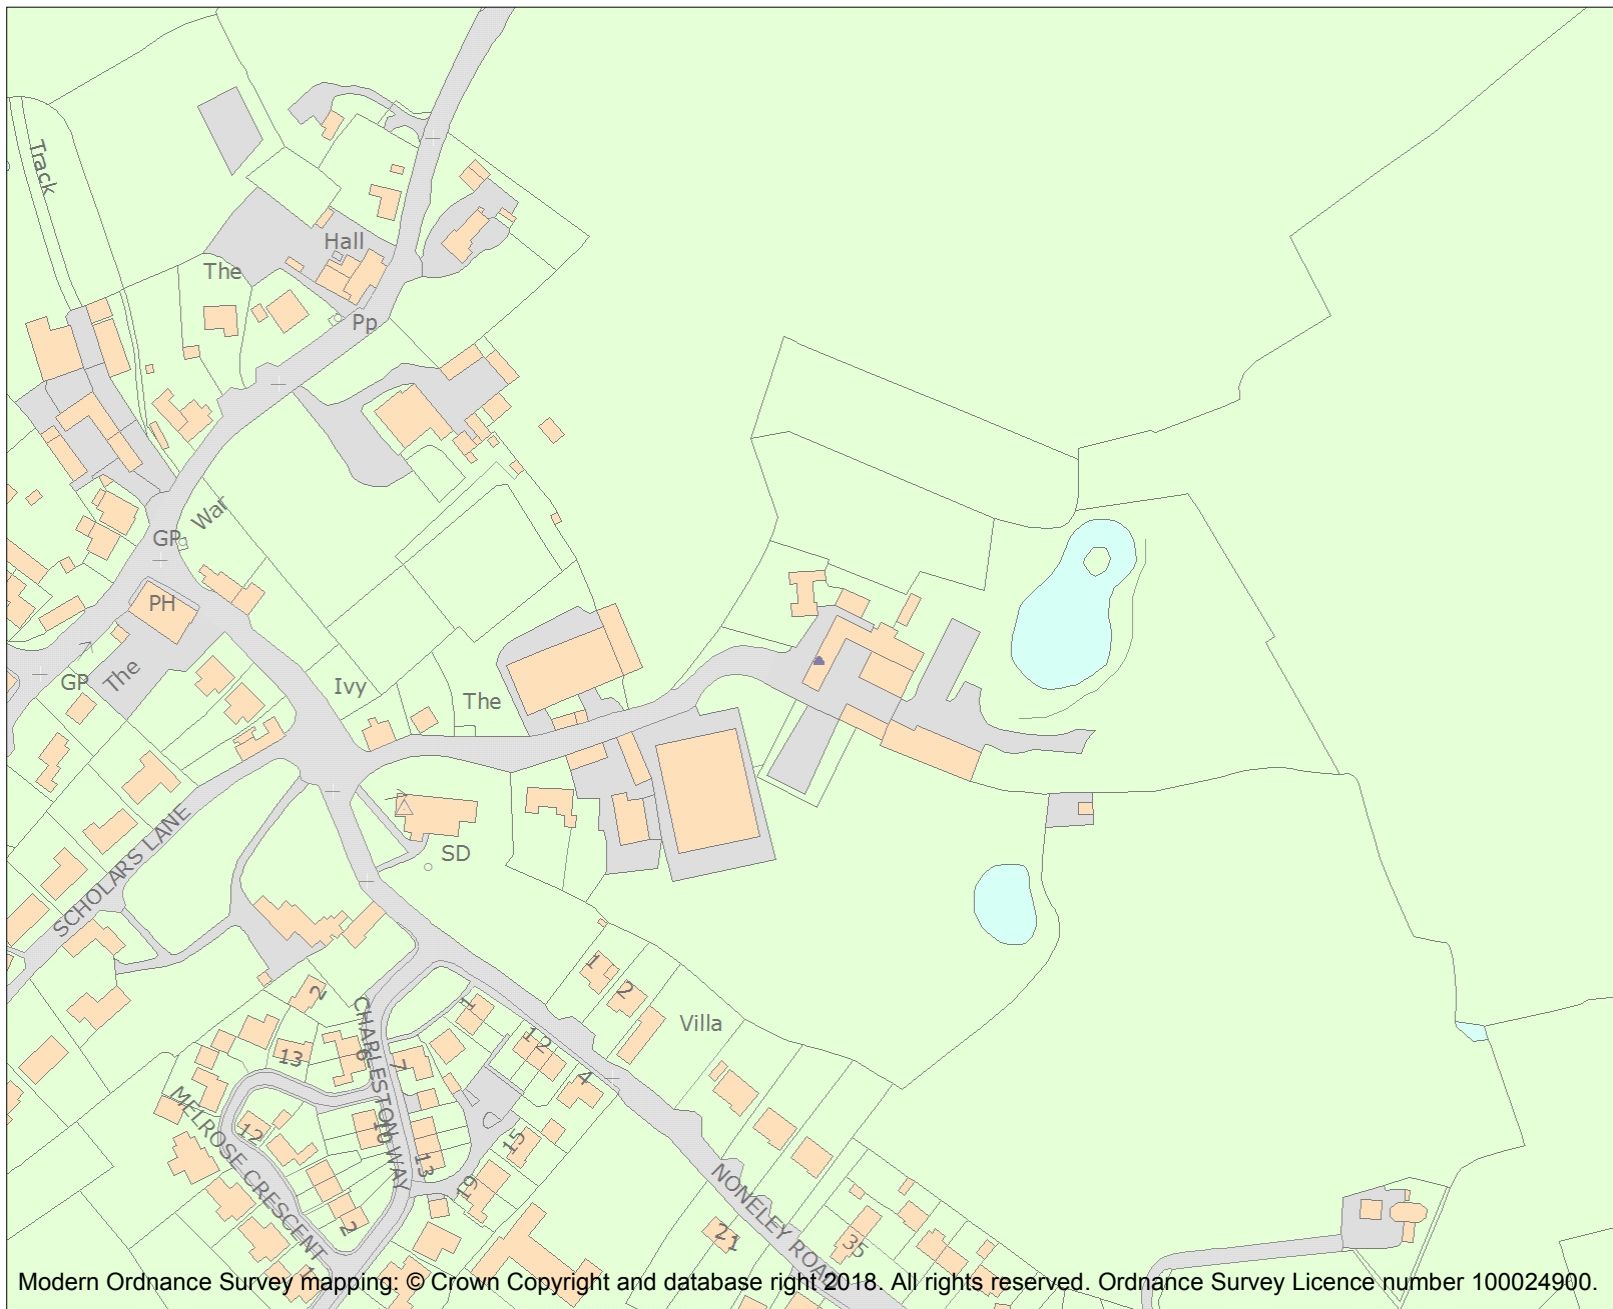 Track
Hall
The
Pp
War
GP
PH
The
GP
Ivy
The
SCHOLARS LANE
SD
1
2
Villa
2
CHARLESTON WAY
1
12
13
6
7
4
MELROSE CRESCENT
12
10
13
15
19
2
NONELEY ROAD
21
35
1
Modern Ordnance Survey mapping: © Crown Copyright and database right 2018. All rights reserved. Ordnance Survey Licence number 100024900.